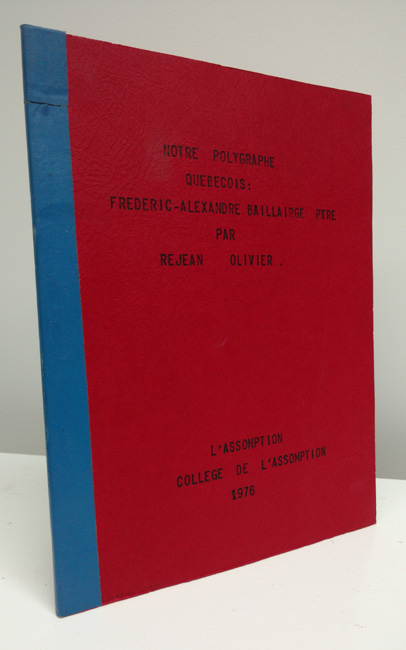 NOTRE POLYGRAPHE
QUEBECOIS:
FREDERIC-ALEXANDRE BAILLAIRGE PTRE
PAR
REJEAN OLIVIER.
L'ASSOMPTION
COLLEGE DE L'ASSOMPTION
1976